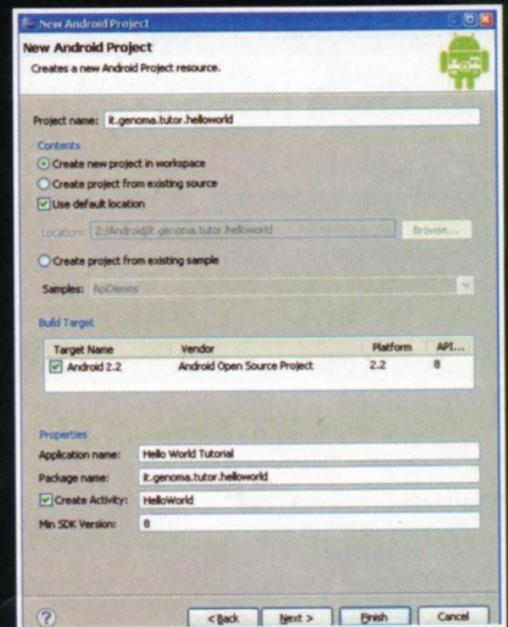 New Android Project
New Android Project
Creates a new Android Project resource.
Project name: it.genoma.tutor.helloworld
Contents
Create new project in workspace
Create project from existing source
Use default location
Location: Z:/Android/it.genoma.tutor.helloworld Browse...
Create project from existing sample
Samples: ApiDemos
Build Target
Target Name Vendor Platform API...
Android 2.2 Android Open Source Project 2.2 8
Properties
Application name: Hello World Tutorial
Package name: it.genoma.tutor.helloworld
Create Activity: HelloWorld
Min SDK Version: 8
? < Back Next > Finish Cancel